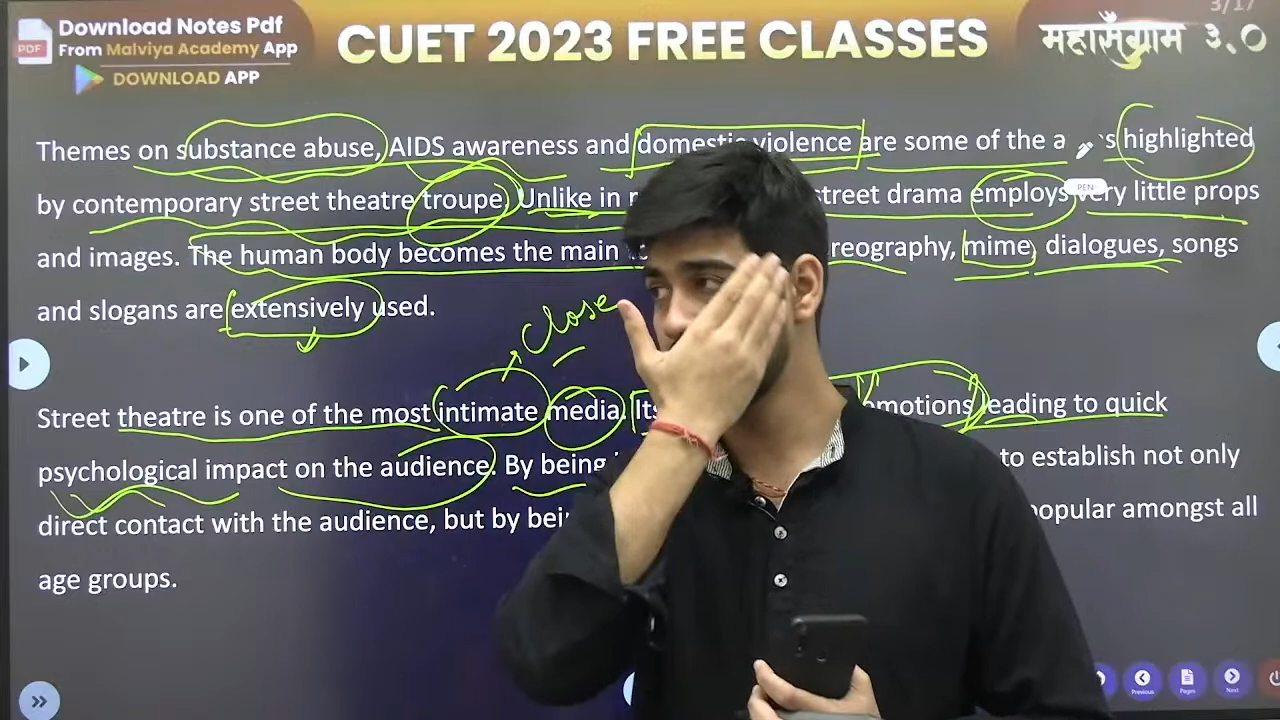 3/17
Download Notes Pdf
PDF
From Malviya Academy App
DOWNLOAD APP
CUET 2023 FREE CLASSES
महासँग्राम ३.०
Themes on substance abuse, AIDS awareness and domestic violence are some of the a s highlighted
PEN
by contemporary street theatre troupe. Unlike in street drama employs very little props
and images. The human body becomes the main mime, dialogues, songs
and slogans are extensively used.
close
Street theatre is one of the most intimate media. Its emotions leading to quick
psychological impact on the audience. By being to establish not only
direct contact with the audience, but by popular amongst all
age groups.
Previous
Pages
Next